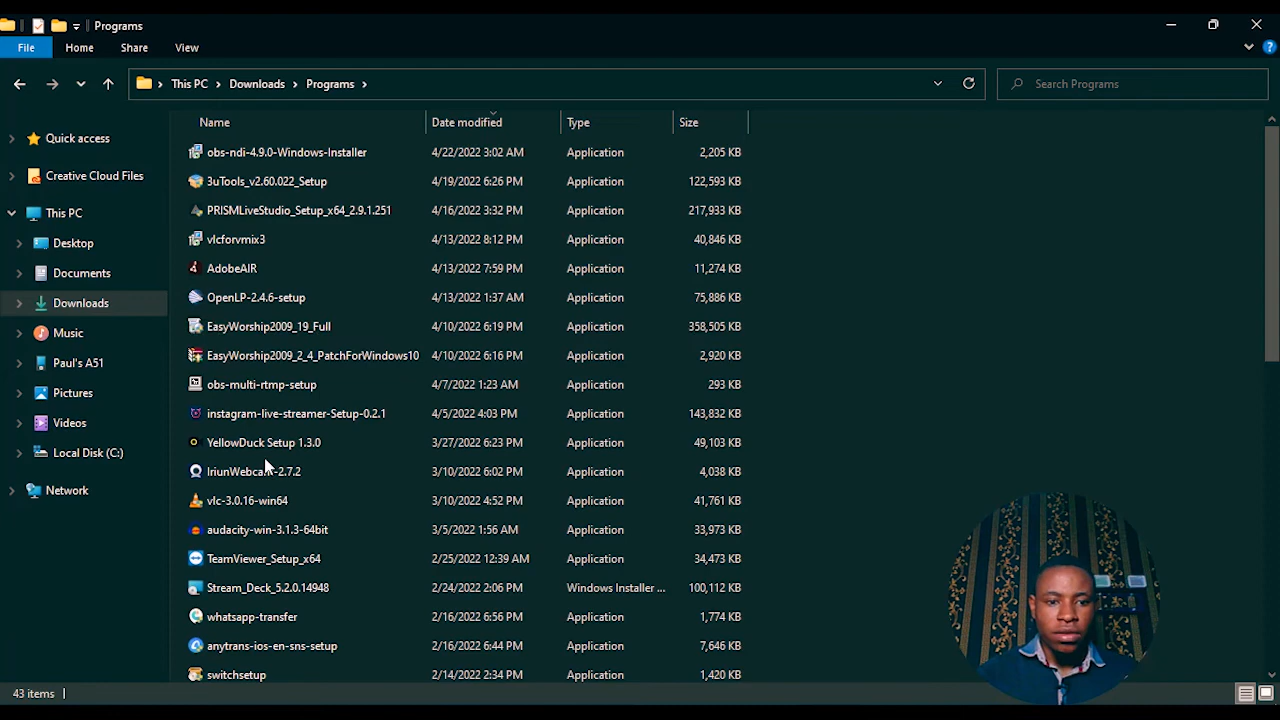 Programs
File Home Share View
This PC Downloads Programs Search Programs
Name Date modified Type Size
Quick access
Creative Cloud Files
This PC
Desktop
Documents
Downloads
Music
Paul's A51
Pictures
Videos
Local Disk (C:)
Network
obs-ndi-4.9.0-Windows-Installer 4/22/2022 3:02 AM Application 2,205 KB
3uTools_v2.60.022_Setup 4/19/2022 6:26 PM Application 122,593 KB
PRISMLiveStudio_Setup_x64_2.9.1.251 4/16/2022 3:32 PM Application 217,933 KB
vlcforvmix3 4/13/2022 8:12 PM Application 40,846 KB
AdobeAIR 4/13/2022 7:59 PM Application 11,274 KB
OpenLP-2.4.6-setup 4/13/2022 1:37 AM Application 75,886 KB
EasyWorship2009_19_Full 4/10/2022 6:19 PM Application 358,505 KB
EasyWorship2009_2_4_PatchForWindows10 4/10/2022 6:16 PM Application 2,920 KB
obs-multi-rtmp-setup 4/7/2022 1:23 AM Application 293 KB
instagram-live-streamer-Setup-0.2.1 4/5/2022 4:03 PM Application 143,832 KB
YellowDuck Setup 1.3.0 3/27/2022 6:23 PM Application 49,103 KB
IriunWebcam-2.7.2 3/10/2022 6:02 PM Application 4,038 KB
vlc-3.0.16-win64 3/10/2022 4:52 PM Application 41,761 KB
audacity-win-3.1.3-64bit 3/5/2022 1:56 AM Application 33,973 KB
TeamViewer_Setup_x64 2/25/2022 12:39 AM Application 34,473 KB
Stream_Deck_5.2.0.14948 2/24/2022 2:06 PM Windows Installer ... 100,112 KB
whatsapp-transfer 2/16/2022 6:56 PM Application 1,774 KB
anytrans-ios-en-sns-setup 2/16/2022 6:44 PM Application 7,646 KB
switchsetup 2/14/2022 2:34 PM Application 1,420 KB
43 items